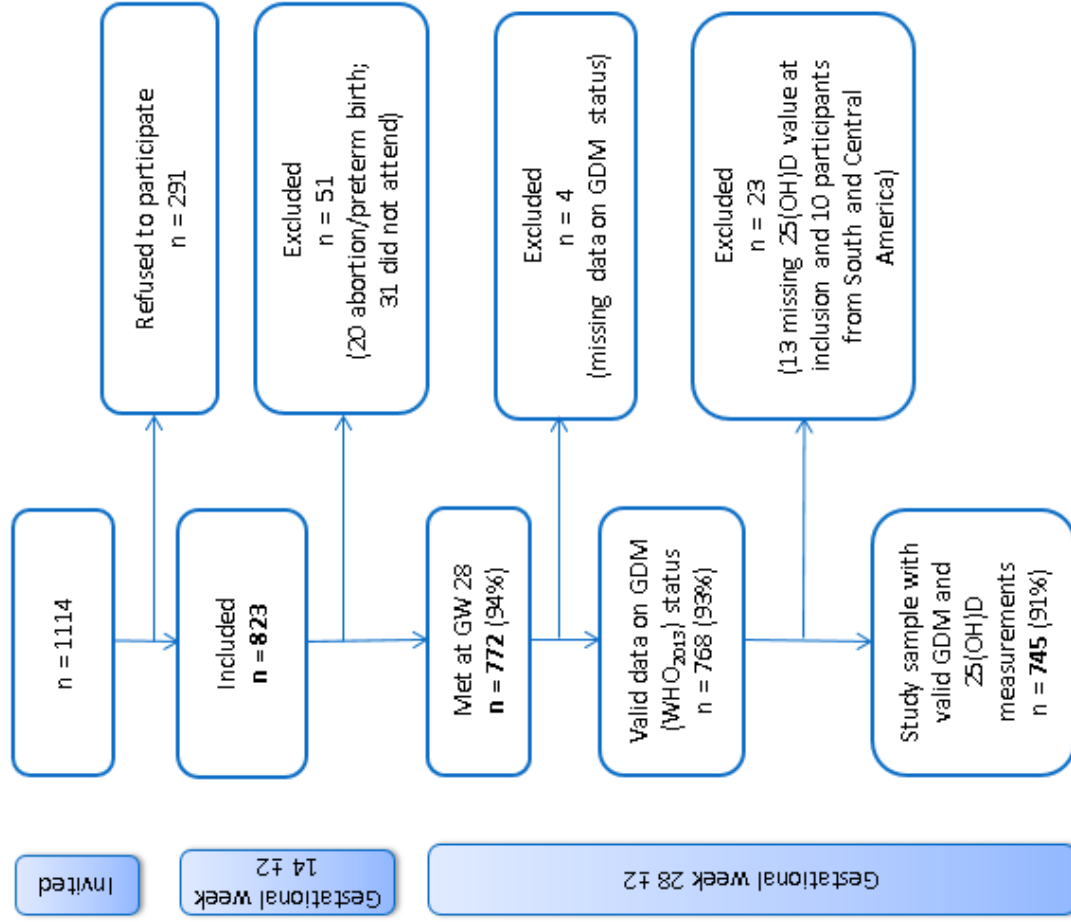 Invited
n = 1114
Refused to participate
n = 291
Gestational week
14 ±2
Included
n = 823
Excluded
n = 51
(20 abortion/preterm birth;
31 did not attend)
Gestational week 28 ±2
Met at GW 28
n = 772 (94%)
Excluded
n = 4
(missing data on GDM status)
Valid data on GDM
(WHO2013) status
n = 768 (93%)
Excluded
n = 23
(13 missing 25(OH)D value at
inclusion and 10 participants
from South and Central
America)
Study sample with
valid GDM and
25(OH)D
measurements
n = 745 (91%)